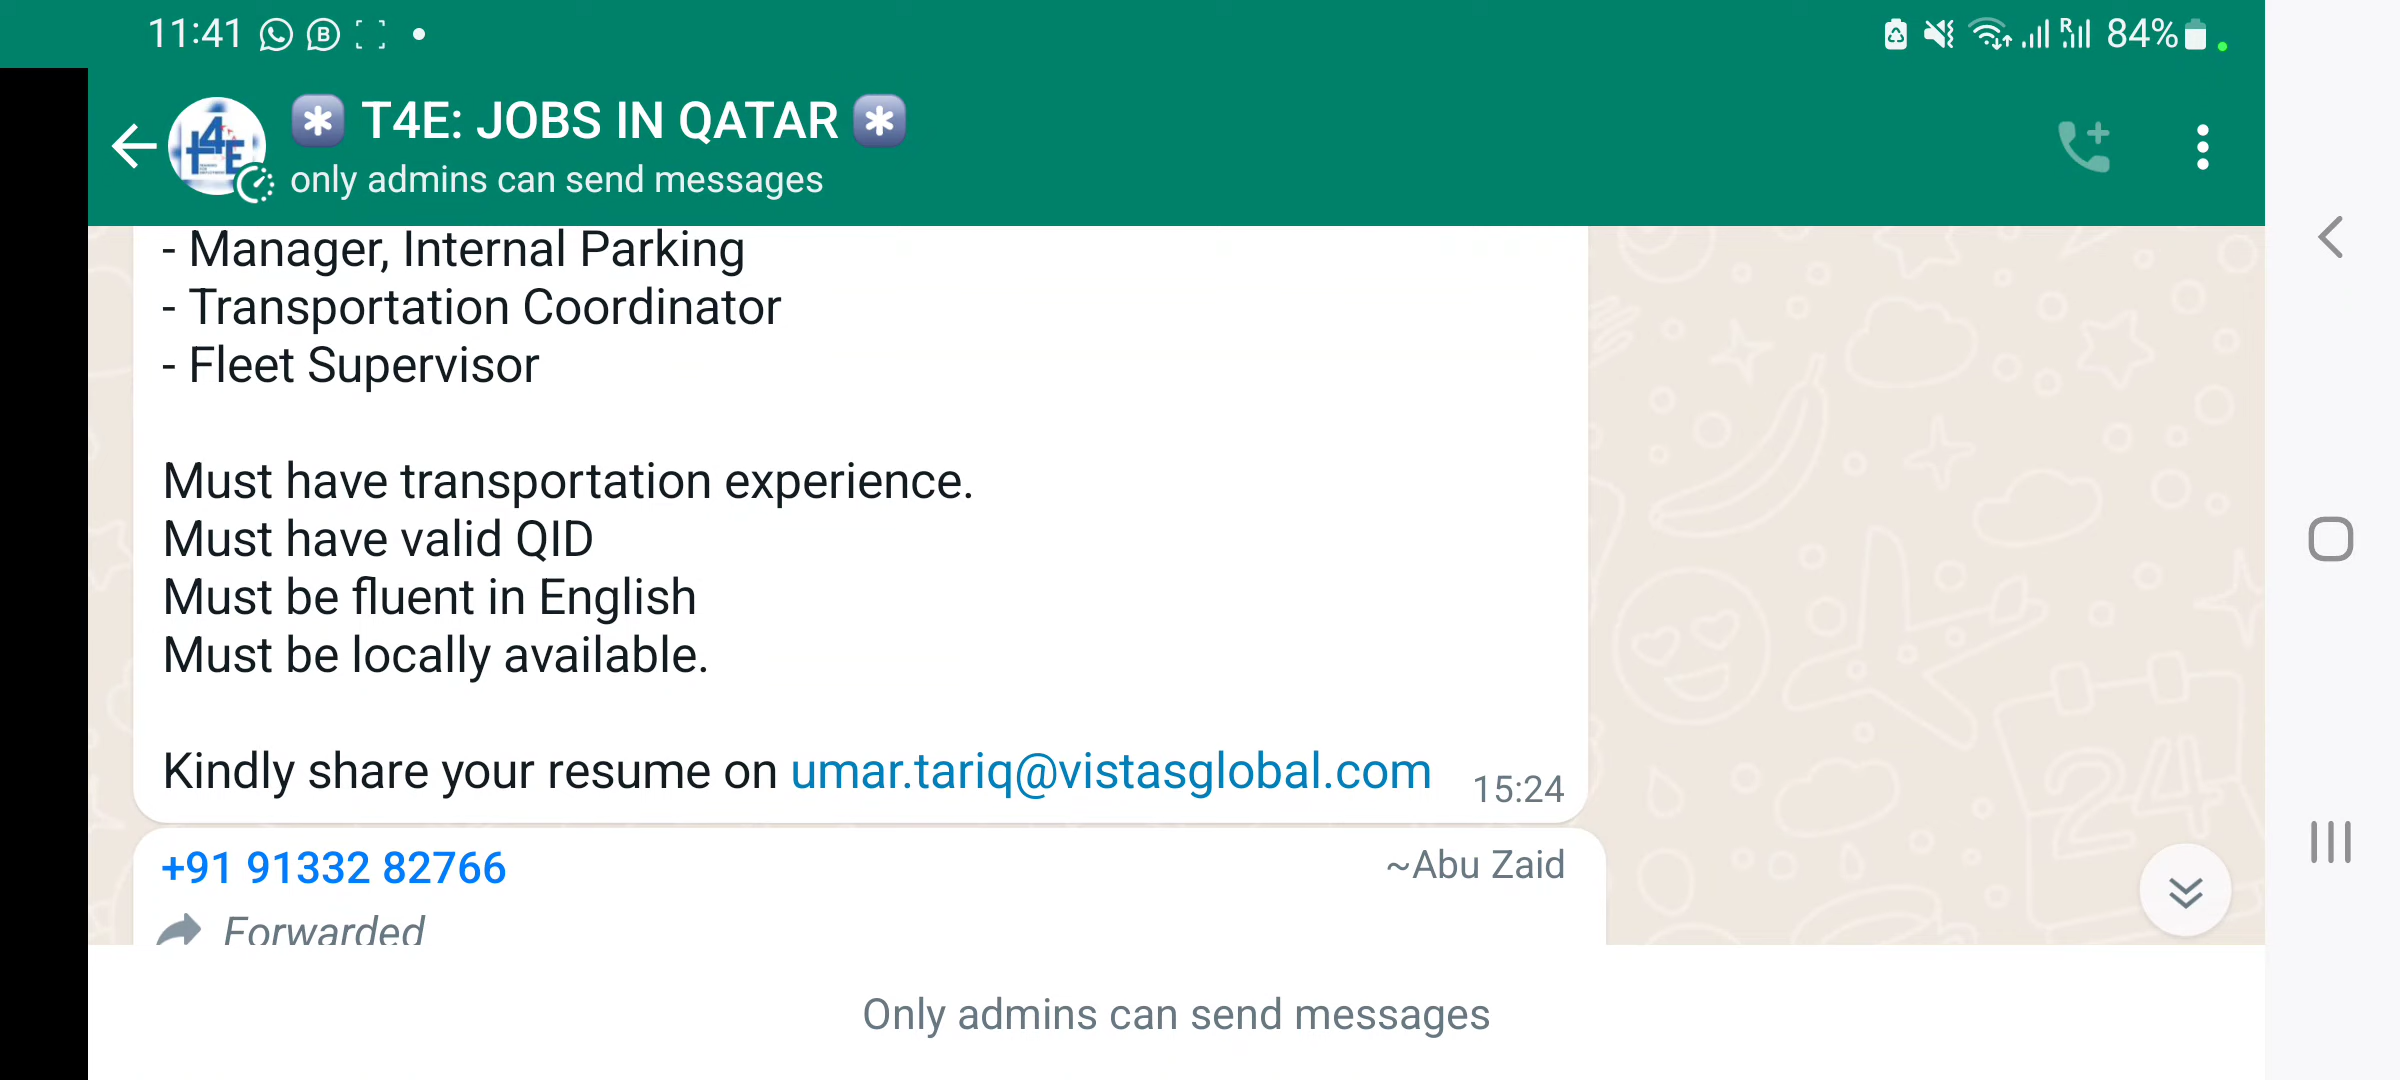 11:41
84%
T4E: JOBS IN QATAR
only admins can send messages
- Manager, Internal Parking
- Transportation Coordinator
- Fleet Supervisor
Must have transportation experience.
Must have valid QID
Must be fluent in English
Must be locally available.
Kindly share your resume on umar.tariq@vistasglobal.com 15:24
+91 91332 82766 ~Abu Zaid
Forwarded
Only admins can send messages